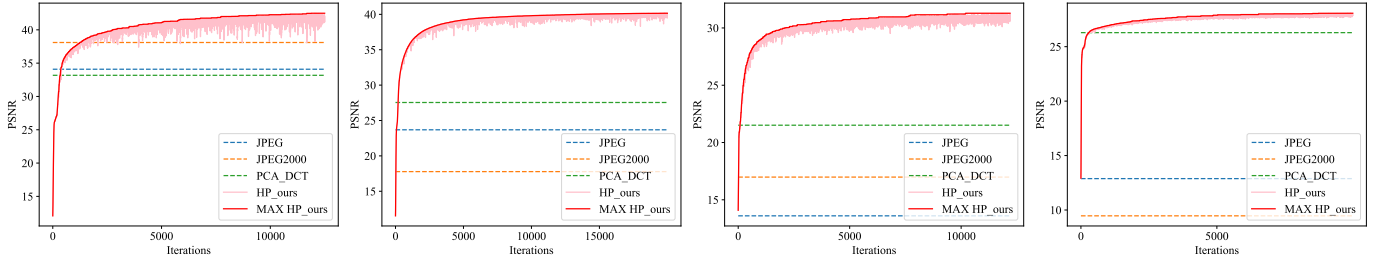 PSNR
40
35
30
25
20
15
0
5000
10000
Iterations
JPEG
JPEG2000
PCA_DCT
HP_ours
MAX HP_ours
PSNR
40
35
30
25
20
15
0
5000
10000
15000
Iterations
JPEG
JPEG2000
PCA_DCT
HP_ours
MAX HP_ours
PSNR
30
25
20
15
0
5000
10000
Iterations
JPEG
JPEG2000
PCA_DCT
HP_ours
MAX HP_ours
PSNR
25
20
15
10
0
5000
Iterations
JPEG
JPEG2000
PCA_DCT
HP_ours
MAX HP_ours